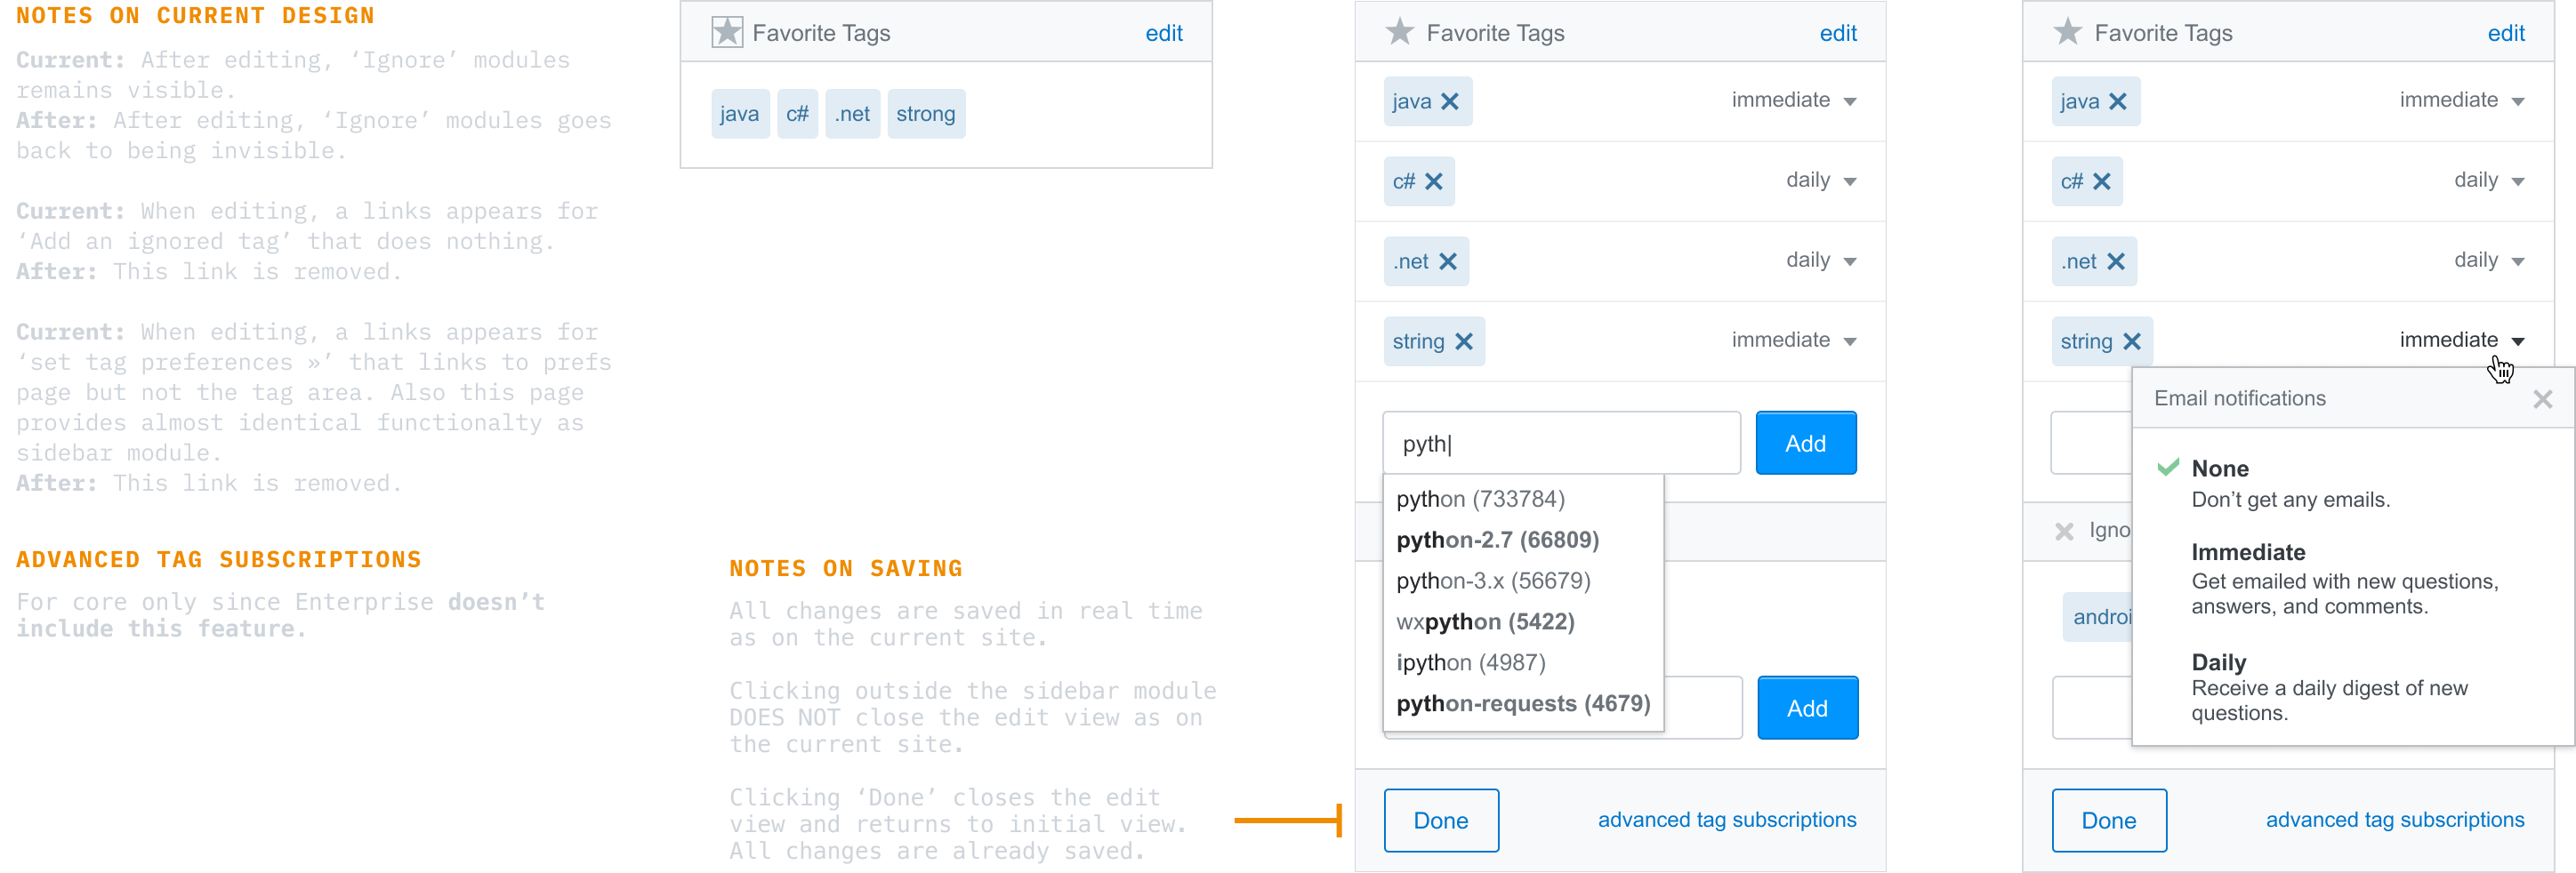 NOTES ON CURRENT DESIGN
Current: After editing, ‘Ignore’ modules
remains visible.
After: After editing, ‘Ignore’ modules goes
back to being invisible.
Current: When editing, a links appears for
‘Add an ignored tag’ that does nothing.
After: This link is removed.
Current: When editing, a links appears for
‘set tag preferences »’ that links to prefs
page but not the tag area. Also this page
provides almost identical functionalty as
sidebar module.
After: This link is removed.
ADVANCED TAG SUBSCRIPTIONS
For core only since Enterprise doesn’t
include this feature.
Favorite Tags edit
java c# .net strong
NOTES ON SAVING
All changes are saved in real time
as on the current site.
Clicking outside the sidebar module
DOES NOT close the edit view as on
the current site.
Clicking ‘Done’ closes the edit
view and returns to initial view.
All changes are already saved.
Favorite Tags edit
java immediate
c# daily
.net daily
string immediate
pyth Add
python (733784)
python-2.7 (66809)
python-3.x (56679)
wxpython (5422)
ipython (4987)
python-requests (4679)
Add
Done advanced tag subscriptions
Favorite Tags edit
java immediate
c# daily
.net daily
string immediate
Email notifications
None
Don’t get any emails.
Immediate
Get emailed with new questions,
answers, and comments.
Daily
Receive a daily digest of new
questions.
Igno
androi
Done advanced tag subscriptions